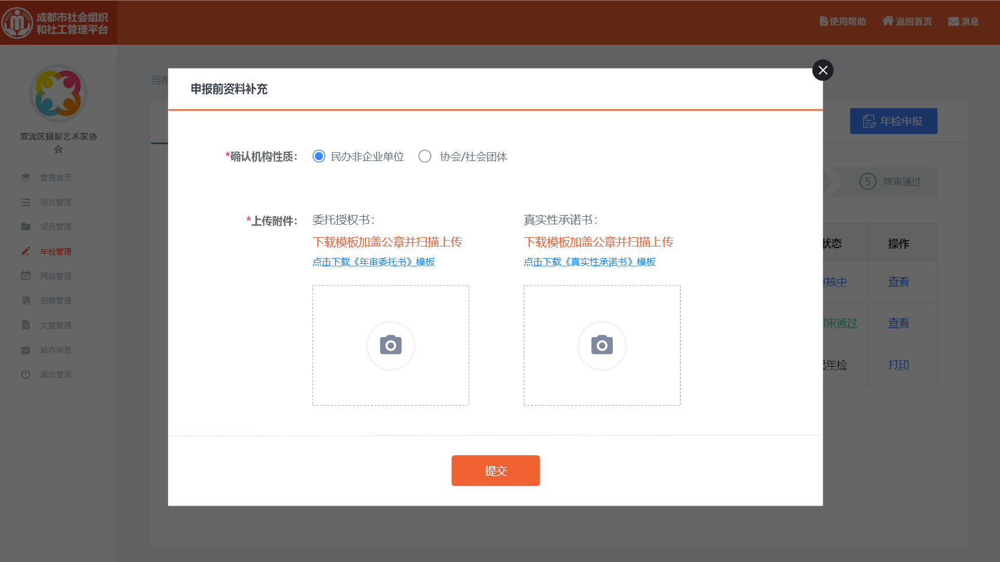 成都市社会组织
和社工管理平台
使用帮助
返回首页
消息
双流区摄影艺术家协
会
管理首页
项目管理
成员管理
年检管理
网站管理
招聘管理
文章管理
站内消息
退出登录
当前
申报前资料补充
*确认机构性质：
民办非企业单位
协会/社会团体
*上传附件：
委托授权书：
下载模板加盖公章并扫描上传
点击下载《年审委托书》模板
真实性承诺书：
下载模板加盖公章并扫描上传
点击下载《真实性承诺书》模板
提交
年检申报
5 终审通过
状态
操作
审核中
查看
审通过
查看
已年检
打印